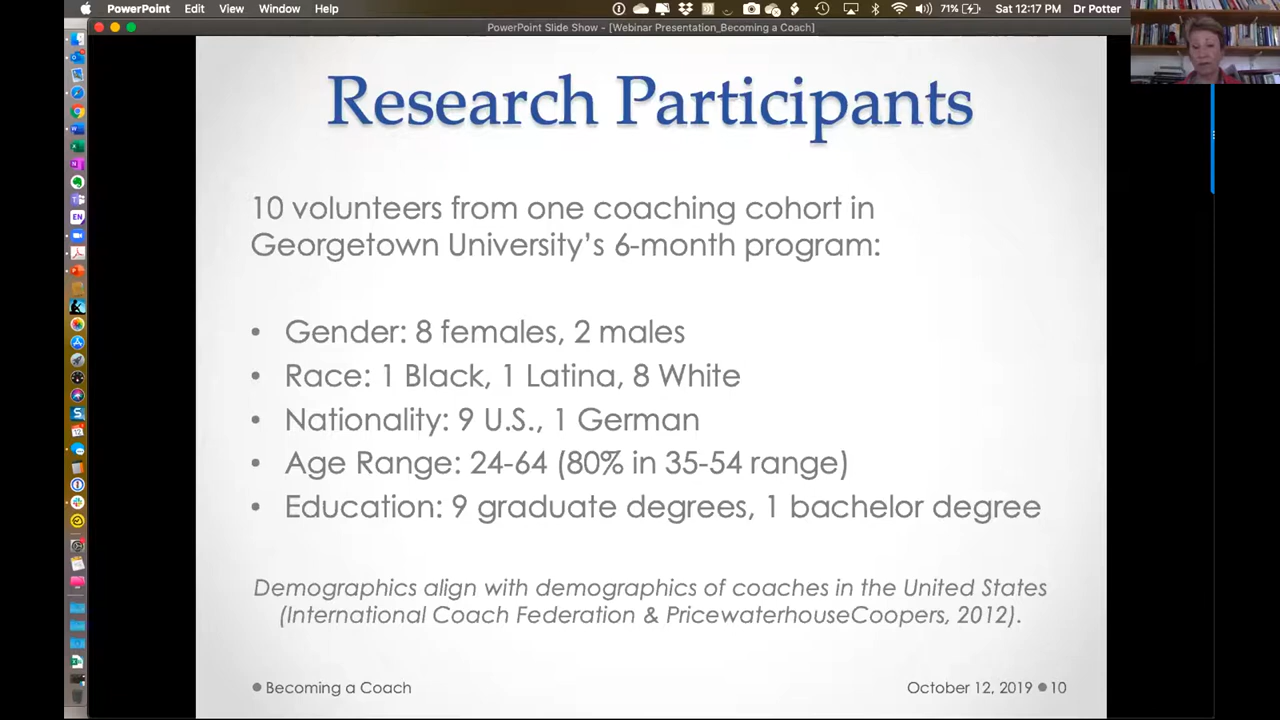 PowerPoint Edit View Window Help 71% Sat 12:17 PM Dr Potter
PowerPoint Slide Show - [Webinar Presentation_Becoming a Coach]
Research Participants
10 volunteers from one coaching cohort in
Georgetown University’s 6-month program:
• Gender: 8 females, 2 males
• Race: 1 Black, 1 Latina, 8 White
• Nationality: 9 U.S., 1 German
• Age Range: 24-64 (80% in 35-54 range)
• Education: 9 graduate degrees, 1 bachelor degree
Demographics align with demographics of coaches in the United States
(International Coach Federation & PricewaterhouseCoopers, 2012).
Becoming a Coach
October 12, 2019 10